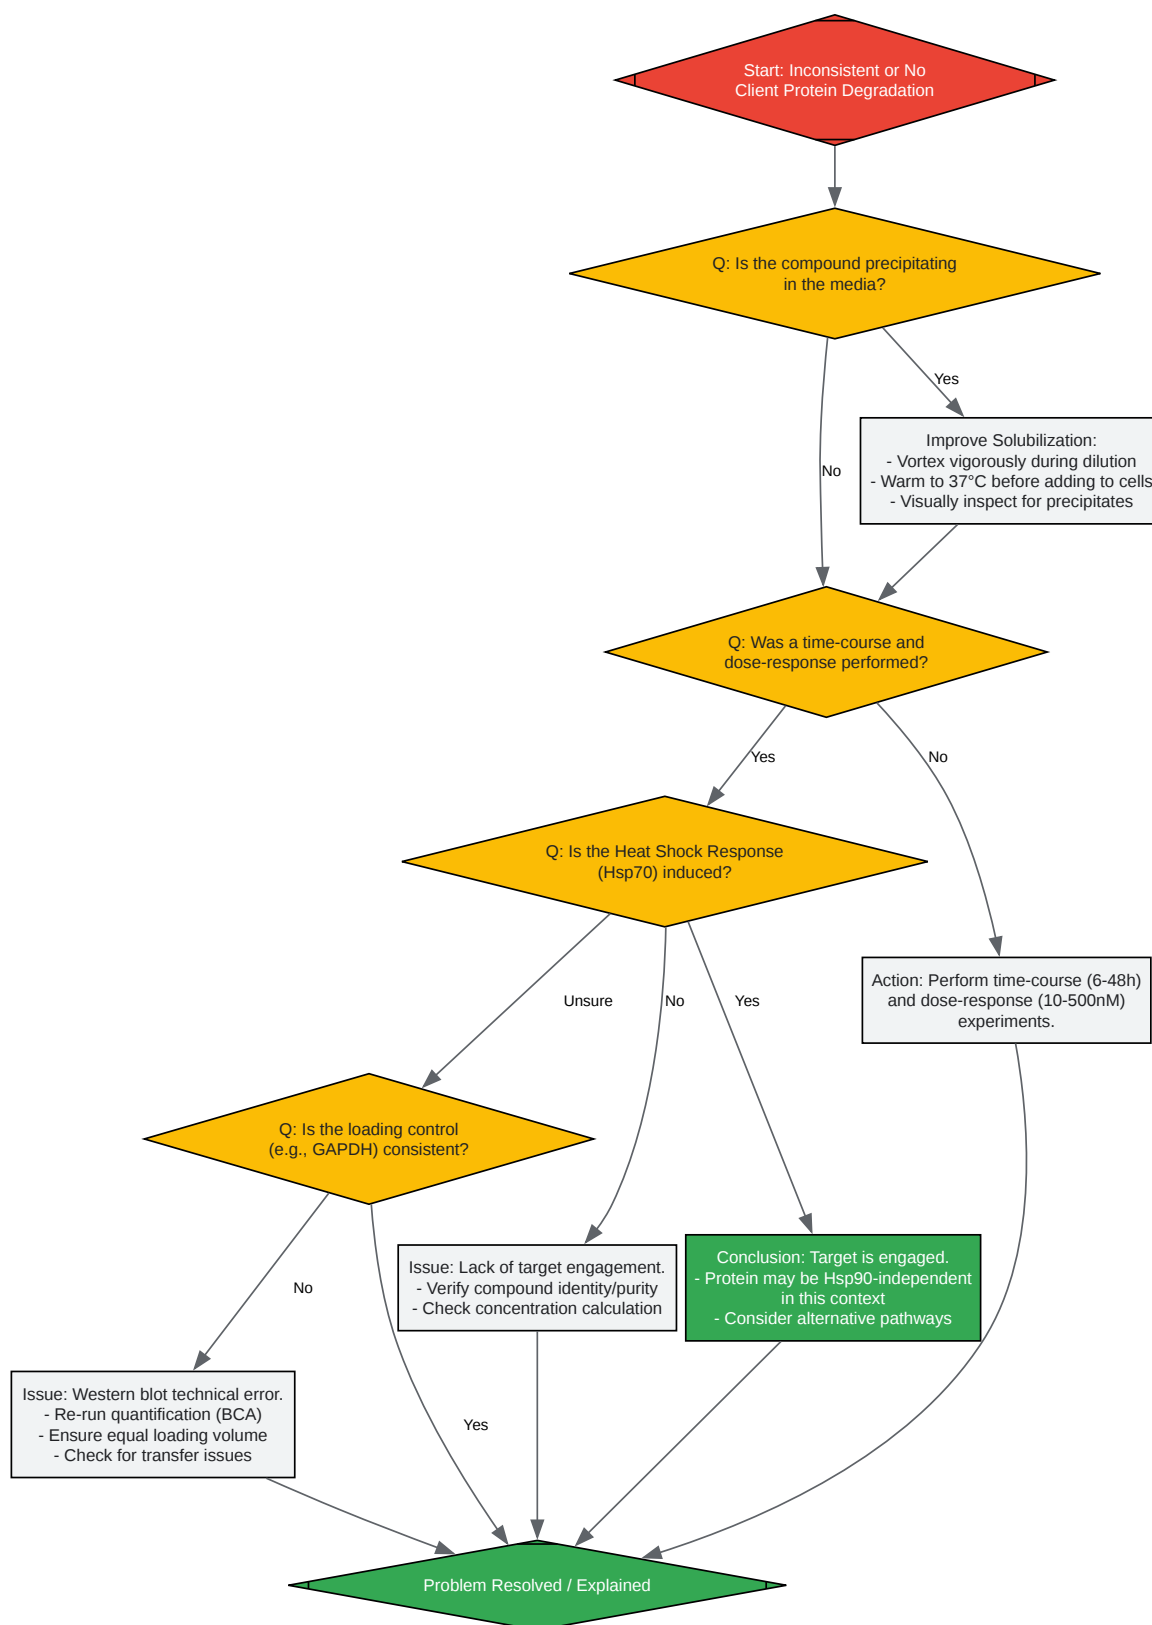 Start: Inconsistent or No
Client Protein Degradation
Q: Is the compound precipitating
in the media?
Yes
No
Improve Solubilization:
- Vortex vigorously during dilution
- Warm to 37°C before adding to cells
- Visually inspect for precipitates
Q: Was a time-course and
dose-response performed?
Yes
No
Q: Is the Heat Shock Response
(Hsp70) induced?
Unsure
No
Yes
Action: Perform time-course (6-48h)
and dose-response (10-500nM)
experiments.
Q: Is the loading control
(e.g., GAPDH) consistent?
Issue: Lack of target engagement.
- Verify compound identity/purity
- Check concentration calculation
Conclusion: Target is engaged.
- Protein may be Hsp90-independent
in this context
- Consider alternative pathways
No
Yes
Issue: Western blot technical error.
- Re-run quantification (BCA)
- Ensure equal loading volume
- Check for transfer issues
Problem Resolved / Explained